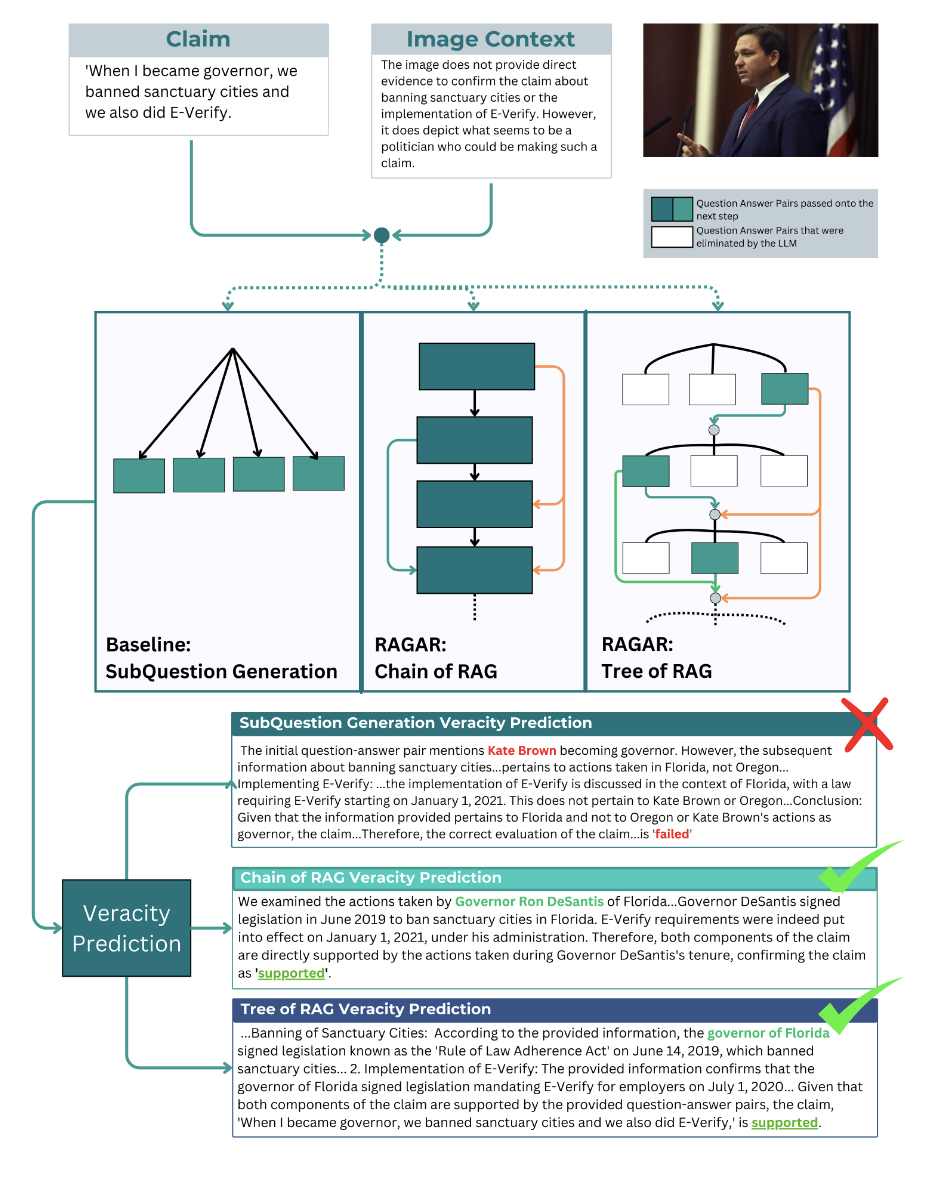 Claim
'When I became governor, we
banned sanctuary cities and
we also did E-Verify.
Image Context
The image does not provide direct
evidence to confirm the claim about
banning sanctuary cities or the
implementation of E-Verify. However,
it does depict what seems to be a
politician who could be making such a
claim.
Question Answer Pairs passed onto the
next step
Question Answer Pairs that were
eliminated by the LLM
Baseline:
SubQuestion Generation
RAGAR:
Chain of RAG
RAGAR:
Tree of RAG
SubQuestion Generation Veracity Prediction
The initial question-answer pair mentions Kate Brown becoming governor. However, the subsequent
information about banning sanctuary cities...pertains to actions taken in Florida, not Oregon...
Implementing E-Verify: ...the implementation of E-Verify is discussed in the context of Florida, with a law
requiring E-Verify starting on January 1, 2021. This does not pertain to Kate Brown or Oregon...Conclusion:
Given that the information provided pertains to Florida and not to Oregon or Kate Brown's actions as
governor, the claim...Therefore, the correct evaluation of the claim...is 'failed'
Veracity
Prediction
Chain of RAG Veracity Prediction
We examined the actions taken by Governor Ron DeSantis of Florida...Governor DeSantis signed
legislation in June 2019 to ban sanctuary cities in Florida. E-Verify requirements were indeed put
into effect on January 1, 2021, under his administration. Therefore, both components of the claim
are directly supported by the actions taken during Governor DeSantis's tenure, confirming the claim
as 'supported'.
Tree of RAG Veracity Prediction
...Banning of Sanctuary Cities: According to the provided information, the governor of Florida
signed legislation known as the 'Rule of Law Adherence Act' on June 14, 2019, which banned
sanctuary cities... 2. Implementation of E-Verify: The provided information confirms that the
governor of Florida signed legislation mandating E-Verify for employers on July 1, 2020... Given that
both components of the claim are supported by the provided question-answer pairs, the claim,
'When I became governor, we banned sanctuary cities and we also did E-Verify,' is supported.